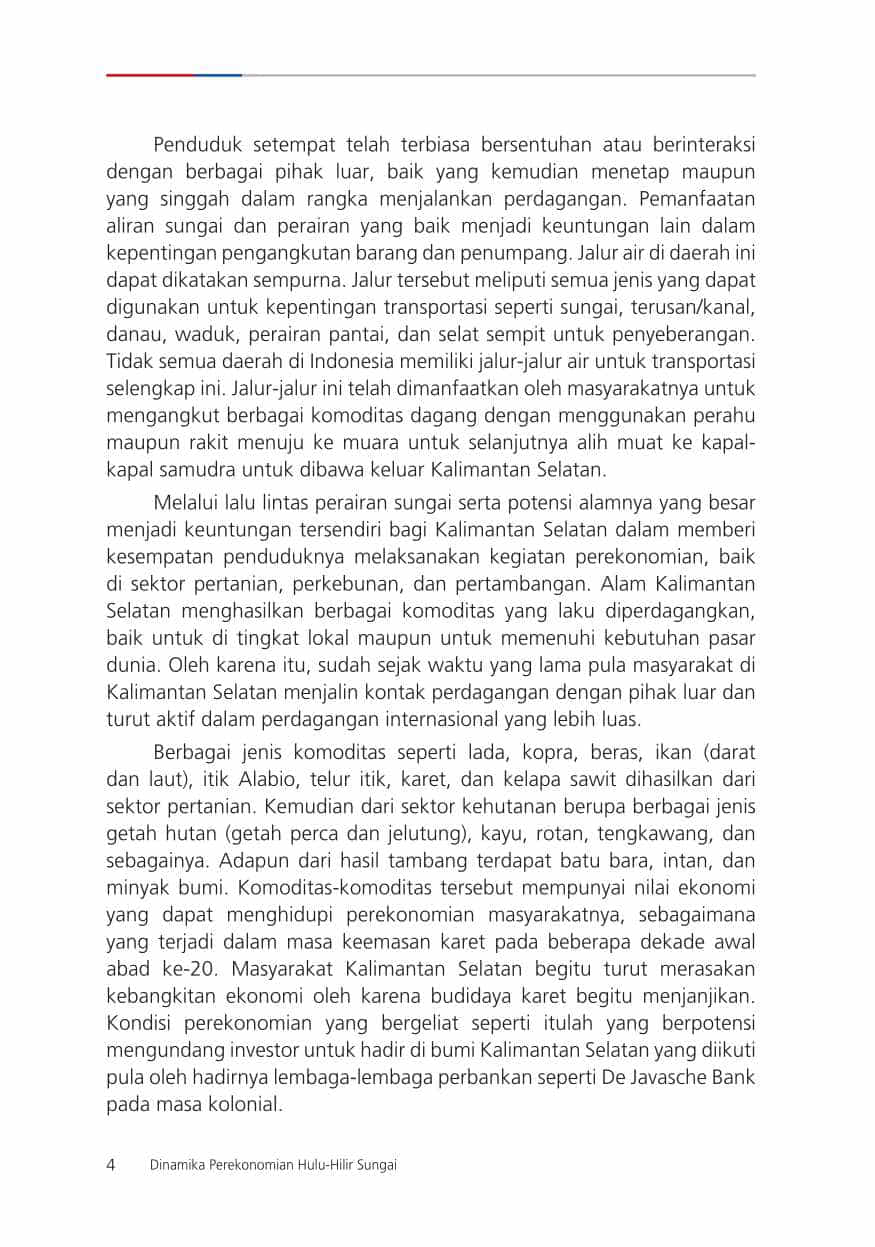 Penduduk setempat telah terbiasa bersentuhan atau berinteraksi
dengan berbagai pihak luar, baik yang kemudian menetap maupun
yang singgah dalam rangka menjalankan perdagangan. Pemanfaatan
aliran sungai dan perairan yang baik menjadi keuntungan lain dalam
kepentingan pengangkutan barang dan penumpang. Jalur air di daerah ini
dapat dikatakan sempurna. Jalur tersebut meliputi semua jenis yang dapat
digunakan untuk kepentingan transportasi seperti sungai, terusan/kanal,
danau, waduk, perairan pantai, dan selat sempit untuk penyeberangan.
Tidak semua daerah di Indonesia memiliki jalur-jalur air untuk transportasi
selengkap ini. Jalur-jalur ini telah dimanfaatkan oleh masyarakatnya untuk
mengangkut berbagai komoditas dagang dengan menggunakan perahu
maupun rakit menuju ke muara untuk selanjutnya alih muat ke kapal-
kapal samudra untuk dibawa keluar Kalimantan Selatan.
Melalui lalu lintas perairan sungai serta potensi alamnya yang besar
menjadi keuntungan tersendiri bagi Kalimantan Selatan dalam memberi
kesempatan penduduknya melaksanakan kegiatan perekonomian, baik
di sektor pertanian, perkebunan, dan pertambangan. Alam Kalimantan
Selatan menghasilkan berbagai komoditas yang laku diperdagangkan,
baik untuk di tingkat lokal maupun untuk memenuhi kebutuhan pasar
dunia. Oleh karena itu, sudah sejak waktu yang lama pula masyarakat di
Kalimantan Selatan menjalin kontak perdagangan dengan pihak luar dan
turut aktif dalam perdagangan internasional yang lebih luas.
Berbagai jenis komoditas seperti lada, kopra, beras, ikan (darat
dan laut), itik Alabio, telur itik, karet, dan kelapa sawit dihasilkan dari
sektor pertanian. Kemudian dari sektor kehutanan berupa berbagai jenis
getah hutan (getah perca dan jelutung), kayu, rotan, tengkawang, dan
sebagainya. Adapun dari hasil tambang terdapat batu bara, intan, dan
minyak bumi. Komoditas-komoditas tersebut mempunyai nilai ekonomi
yang dapat menghidupi perekonomian masyarakatnya, sebagaimana
yang terjadi dalam masa keemasan karet pada beberapa dekade awal
abad ke-20. Masyarakat Kalimantan Selatan begitu turut merasakan
kebangkitan ekonomi oleh karena budidaya karet begitu menjanjikan.
Kondisi perekonomian yang bergeliat seperti itulah yang berpotensi
mengundang investor untuk hadir di bumi Kalimantan Selatan yang diikuti
pula oleh hadirnya lembaga-lembaga perbankan seperti De Javasche Bank
pada masa kolonial.
4 Dinamika Perekonomian Hulu-Hilir Sungai